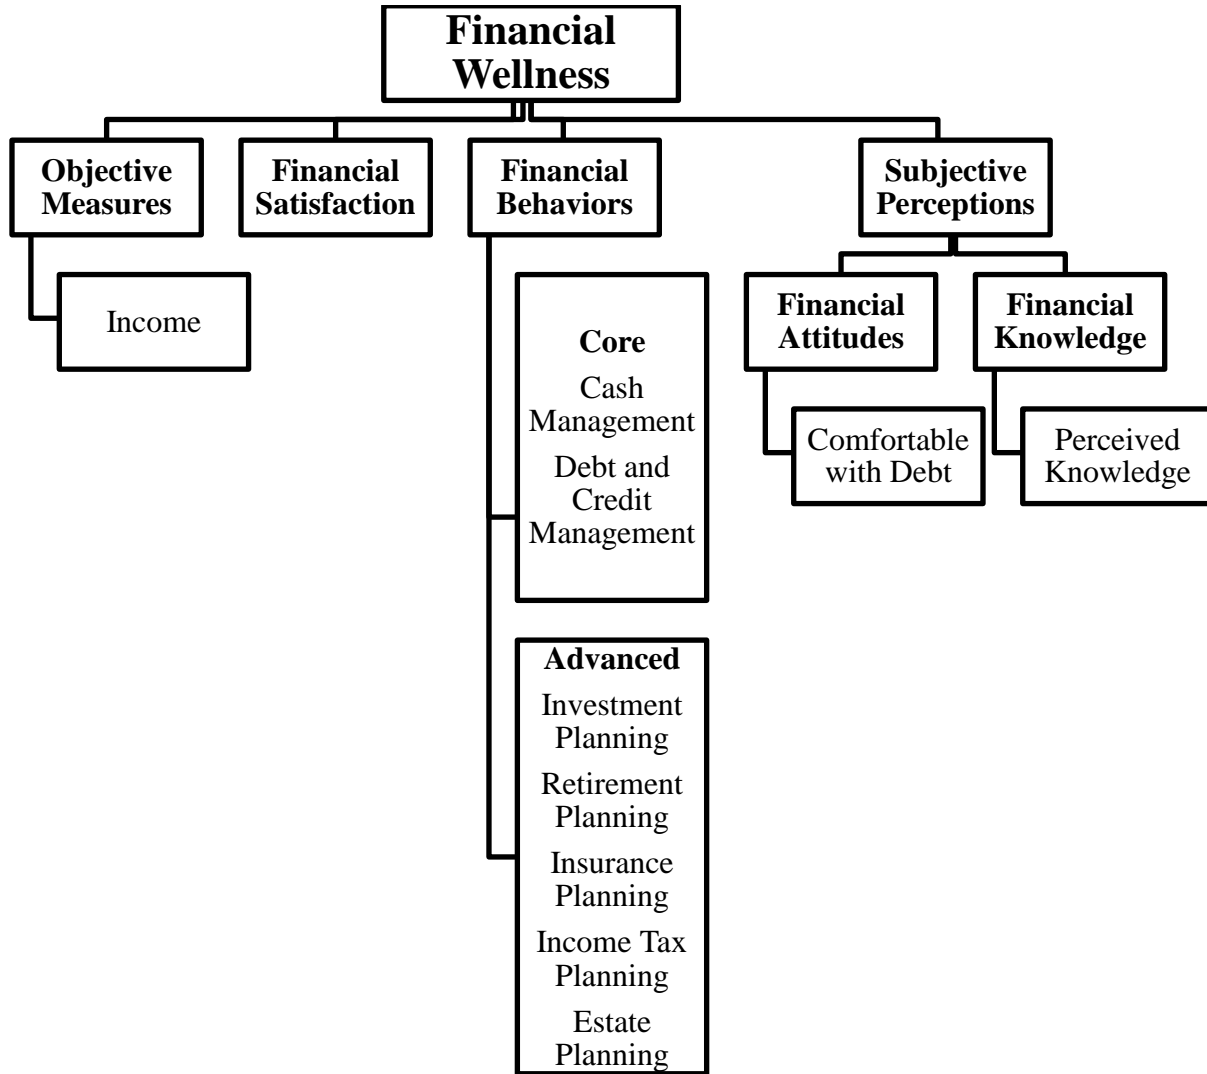 Financial
Wellness
Objective
Measures
Financial
Satisfaction
Financial
Behaviors
Subjective
Perceptions
Income
Core
Cash
Management
Debt and
Credit
Management
Advanced
Investment
Planning
Retirement
Planning
Insurance
Planning
Income Tax
Planning
Estate
Planning
Financial
Attitudes
Financial
Knowledge
Comfortable
with Debt
Perceived
Knowledge